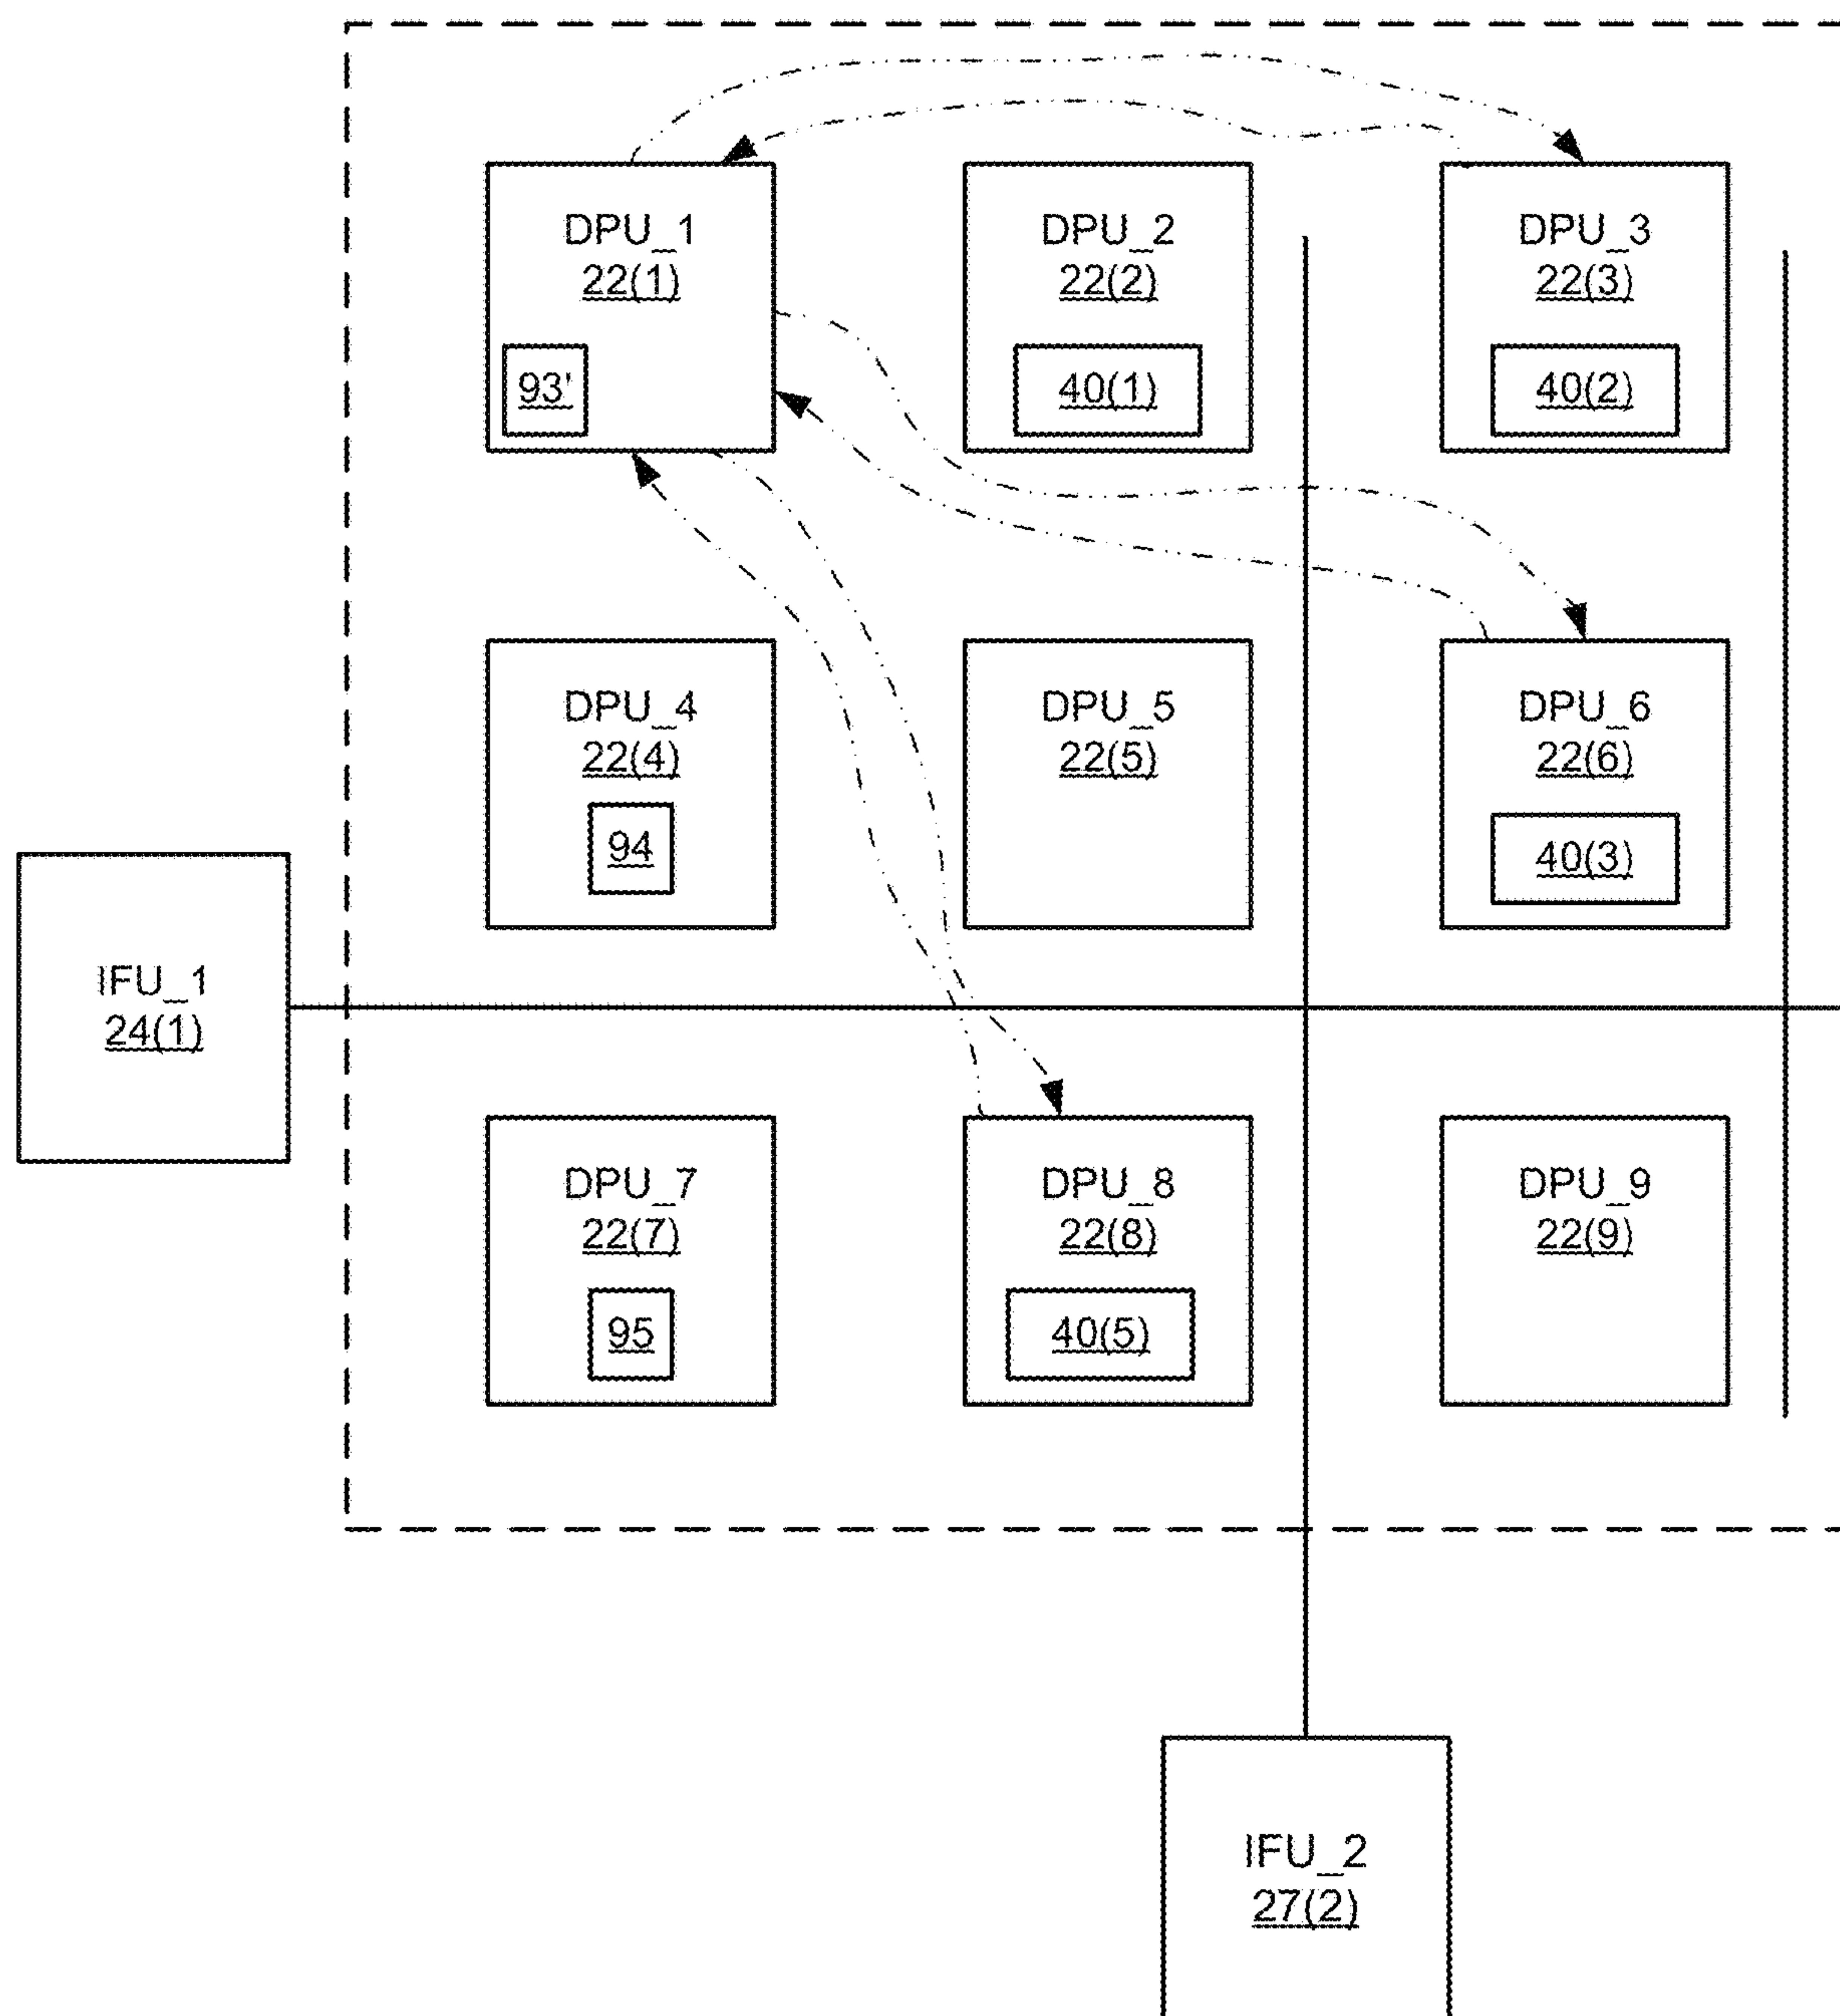 DPU_1
22(1)
93'
DPU_2
22(2)
40(1)
DPU_3
22(3)
40(2)
DPU_4
22(4)
94
DPU_5
22(5)
DPU_6
22(6)
40(3)
IFU_1
24(1)
DPU_7
22(7)
95
DPU_8
22(8)
40(5)
DPU_9
22(9)
IFU_2
27(2)